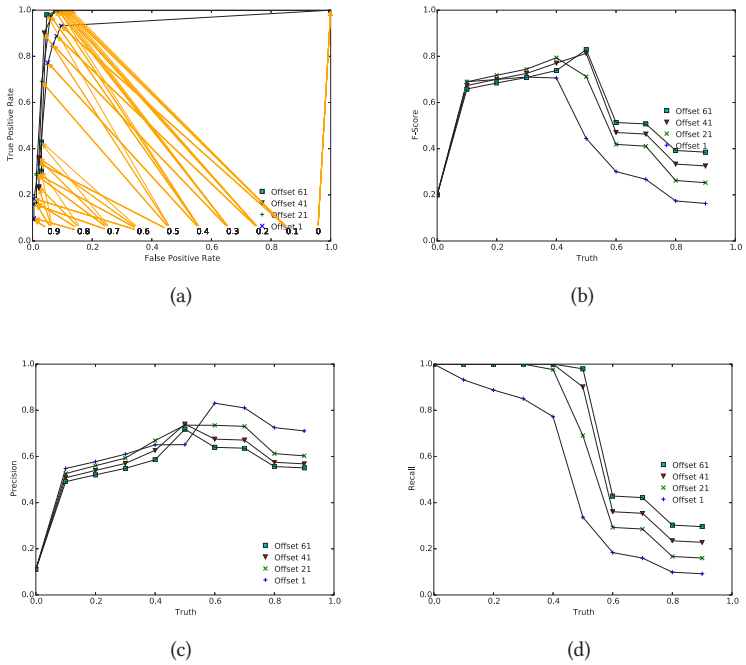 1.0
0.8
0.6
0.4
0.2
0.0
True Positive Rate
Offset 61
Offset 41
Offset 21
Offset 1
0.9 0.8 0.7 0.6 0.5 0.4 0.3 0.2 0.1 0
0.0 0.2 0.4 0.6 0.8 1.0
False Positive Rate
(a)
1.0
0.8
0.6
0.4
0.2
0.0
F-Score
Offset 61
Offset 41
Offset 21
Offset 1
0.0 0.2 0.4 0.6 0.8 1.0
Truth
(b)
1.0
0.8
0.6
0.4
0.2
0.0
Precision
Offset 61
Offset 41
Offset 21
Offset 1
0.0 0.2 0.4 0.6 0.8 1.0
Truth
(c)
1.0
0.8
0.6
0.4
0.2
0.0
Recall
Offset 61
Offset 41
Offset 21
Offset 1
0.0 0.2 0.4 0.6 0.8 1.0
Truth
(d)